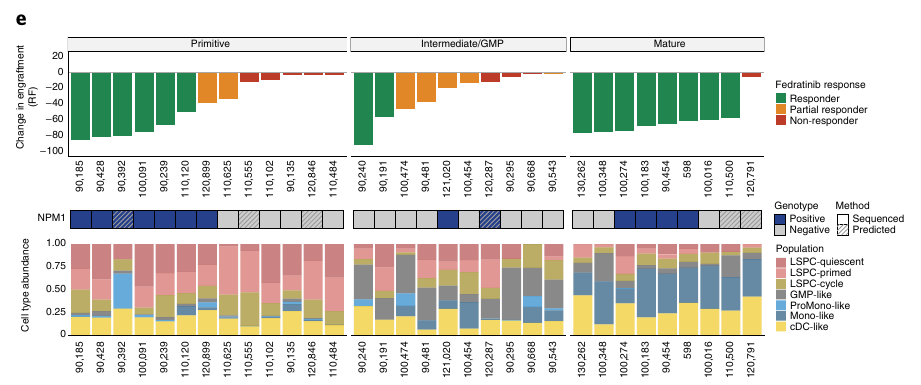 e
Primitive
Intermediate/GMP
Mature
Change in engraftment
(RF)
20
0
−20
−40
−60
−80
−100
90,185
90,428
90,392
100,091
90,239
110,120
120,899
110,625
110,555
110,102
90,135
120,846
110,484
90,240
90,191
100,474
90,481
121,020
110,454
120,287
90,295
90,668
90,543
130,262
100,348
100,274
100,183
90,454
598
100,016
110,500
120,791
Fedratinib response
Responder
Partial responder
Non-responder
NPM1
Genotype
Positive
Negative
Method
Sequenced
Predicted
Cell type abundance
1.00
0.75
0.50
0.25
0
90,185
90,428
90,392
100,091
90,239
110,120
120,899
110,625
110,555
110,102
90,135
120,846
110,484
90,240
90,191
100,474
90,481
121,020
110,454
120,287
90,295
90,668
90,543
130,262
100,348
100,274
100,183
90,454
598
100,016
110,500
120,791
Population
LSPC-quiescent
LSPC-primed
LSPC-cycle
GMP-like
ProMono-like
Mono-like
cDC-like